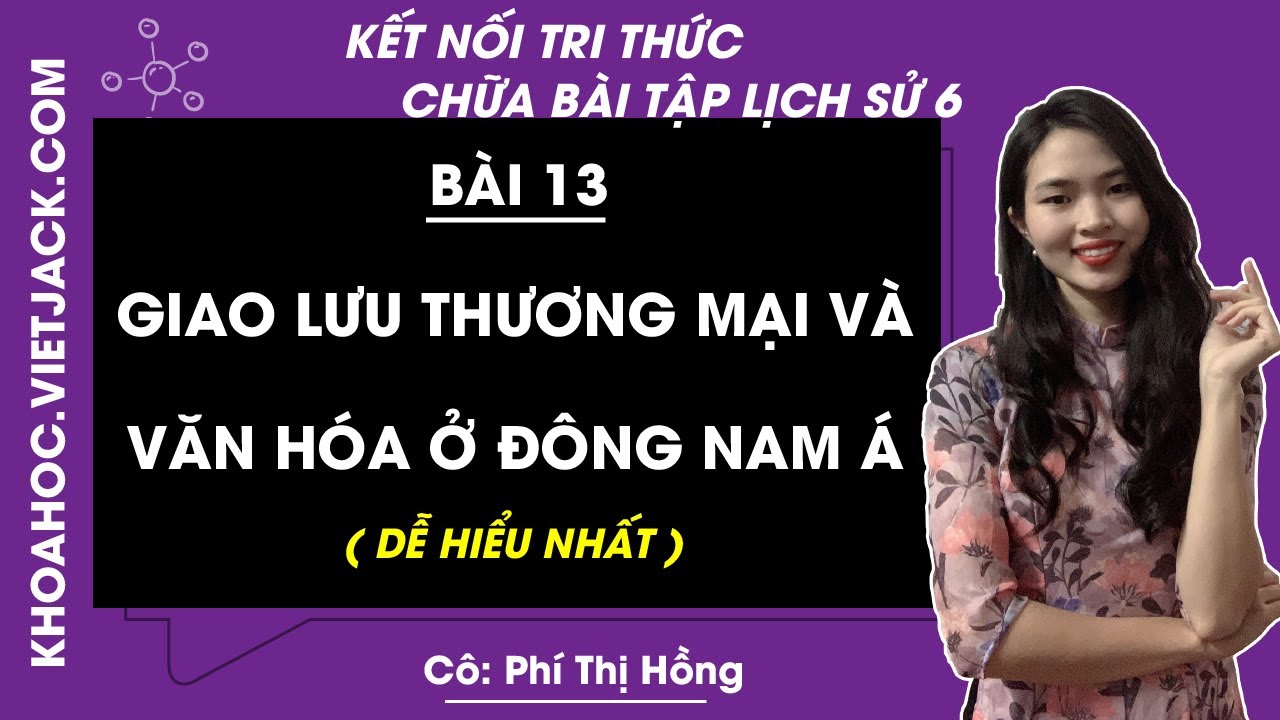 KẾT NỐI TRI THỨC
CHỮA BÀI TẬP LỊCH SỬ 6
BÀI 13
GIAO LƯU THƯƠNG MẠI VÀ
VĂN HÓA Ở ĐÔNG NAM Á
( DỄ HIỂU NHẤT )
Cô: Phí Thị Hồng
KHOAHOC.VIETJACK.COM